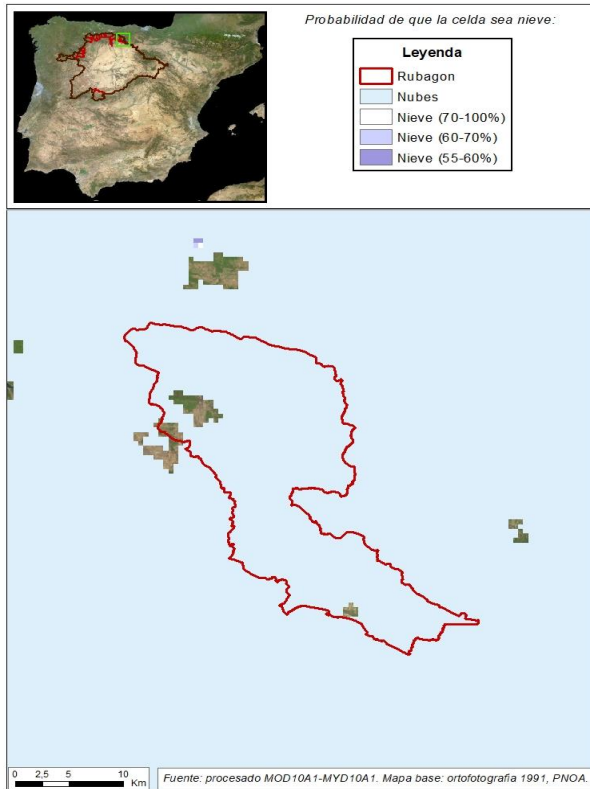 Probabilidad de que la celda sea nieve:
Leyenda
Rubagon
Nubes
Nieve (70-100%)
Nieve (60-70%)
Nieve (55-60%)
0 2,5 5 10
Km
Fuente: procesado MOD10A1-MYD10A1. Mapa base: ortofotografia 1991, PNOA.